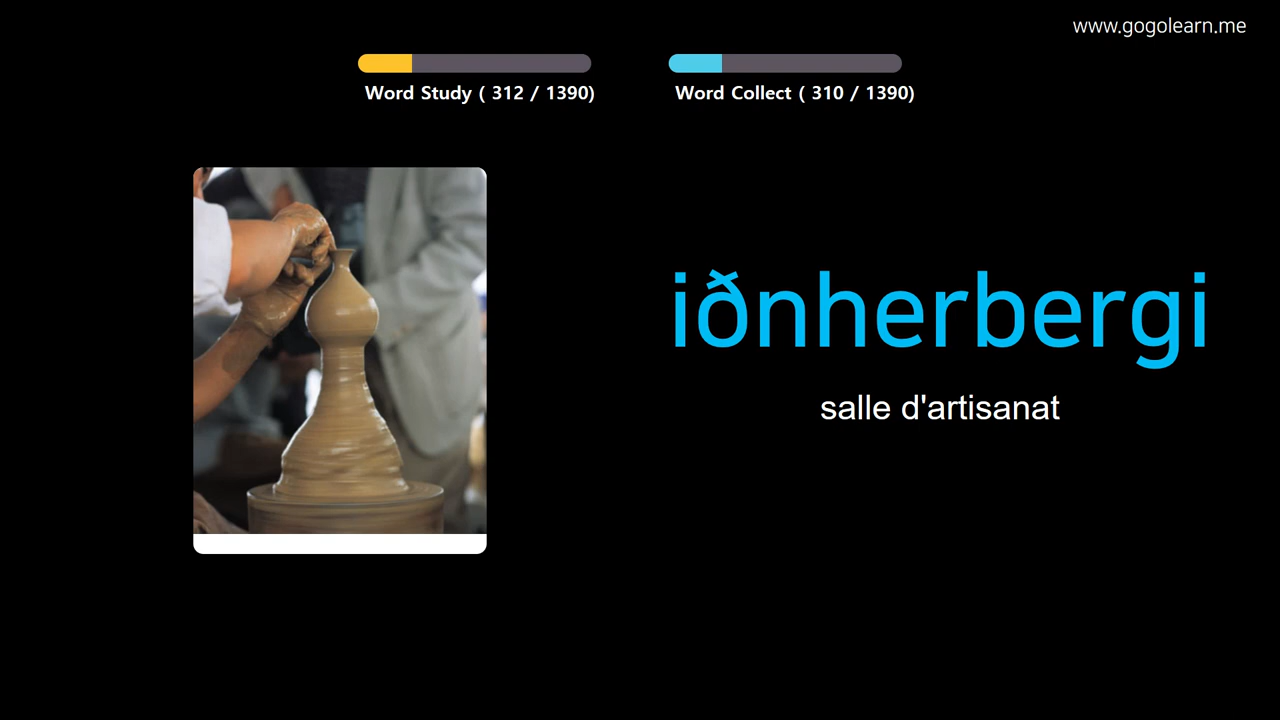 www.gogolearn.me
Word Study ( 312 / 1390)
Word Collect ( 310 / 1390)
iðnherbergi
salle d'artisanat